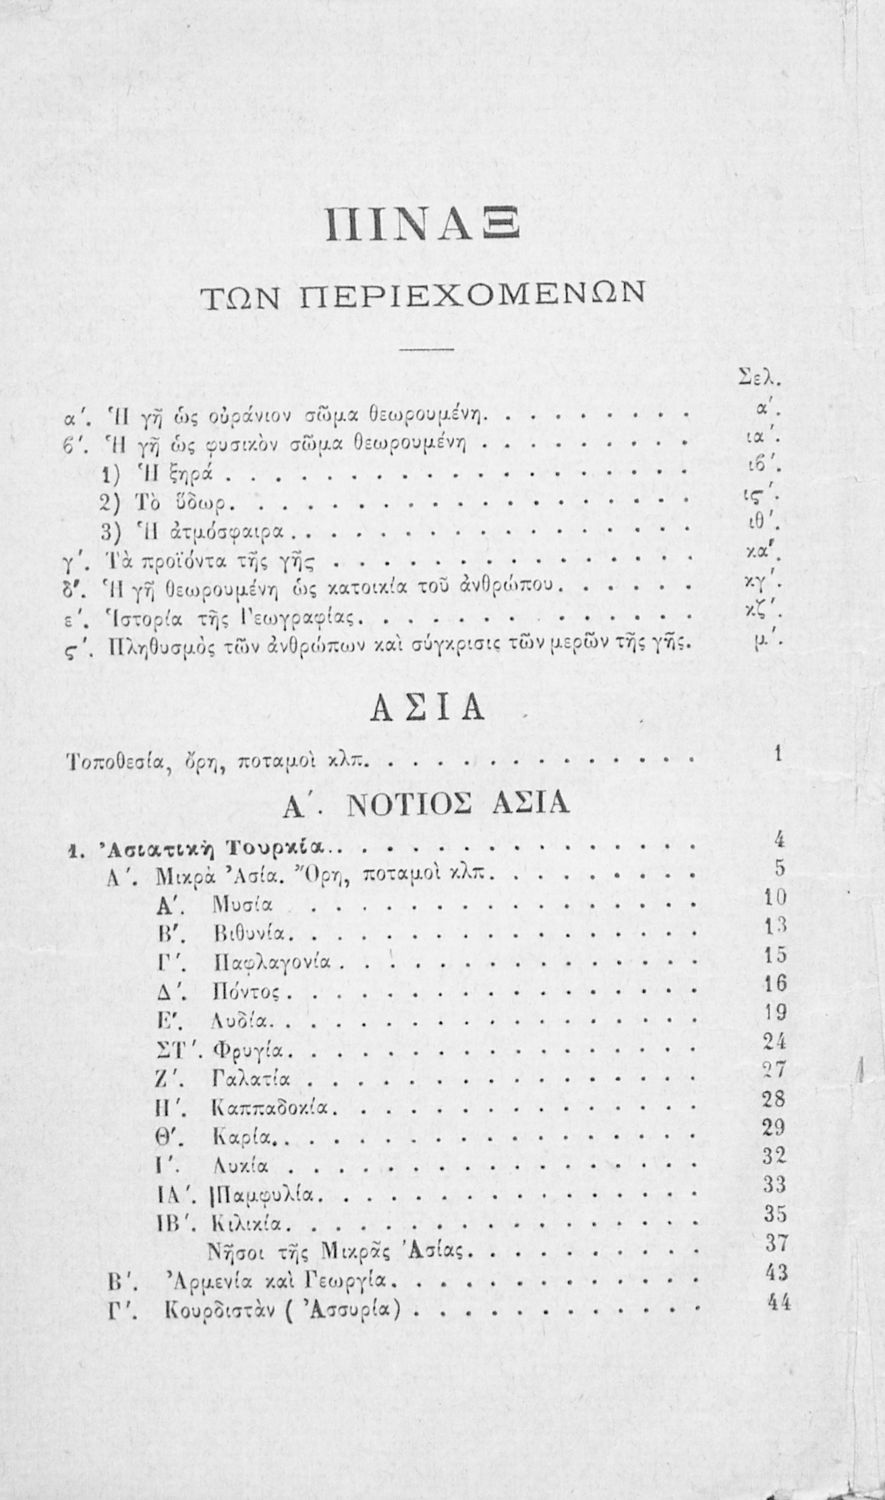 ΠΙΝΑΞ
ΤΩΝ ΠΕΡΙΕΧΟΜΕΝΩΝ
Σελ.
α΄. Ἡ γῆ ὡς οὐράνιον σῶμα θεωρουμένη. . . . . . . . . α΄.
ϐ΄. Ἡ γῆ ὡς φυσικὸν σῶμα θεωρουμένη . . . . . . . . . ια΄.
1) Ἡ ξηρά . . . . . . . . . . . . . . . . . . . ιϐ΄.
2) Τὸ ὕδωρ. . . . . . . . . . . . . . . . . . . ις΄.
3) Ἡ ἀτμόσφαιρα . . . . . . . . . . . . . . . . . ιθ΄.
γ΄. Τὰ προϊόντα τῆς γῆς . . . . . . . . . . . . . . . κα΄.
δ΄. Ἡ γῆ θεωρουμένη ὡς κατοικία τοῦ ἀνθρώπου. . . . . . κγ΄.
ε΄. Ἱστορία τῆς Γεωγραφίας. . . . . . . . . . . . . . κζ΄.
ς΄. Πληθυσμὸς τῶν ἀνθρώπων καὶ σύγκρισις τῶν μερῶν τῆς γῆς. μ΄.
ΑΣΙΑ
Τοποθεσία, ὄρη, ποταμοὶ κλπ. . . . . . . . . . . . . . 1
Α΄. ΝΟΤΙΟΣ ΑΣΙΑ
1. Ἀσιατικὴ Τουρκία. . . . . . . . . . . . . . . . 4
Α΄. Μικρὰ Ἀσία. Ὄρη, ποταμοὶ κλπ. . . . . . . . . 5
Α΄. Μυσία . . . . . . . . . . . . . . . . 10
Β΄. Βιθυνία. . . . . . . . . . . . . . . . . 13
Γ΄. Παφλαγονία . . . . . . . . . . . . . . . 15
Δ΄. Πόντος . . . . . . . . . . . . . . . . . 16
Ε΄. Λυδία. . . . . . . . . . . . . . . . . . 19
ΣΤ΄. Φρυγία. . . . . . . . . . . . . . . . . 24
Ζ΄. Γαλατία . . . . . . . . . . . . . . . . 27
Η΄. Καππαδοκία. . . . . . . . . . . . . . . 28
Θ΄. Καρία. . . . . . . . . . . . . . . . . . 29
Ι΄. Λυκία . . . . . . . . . . . . . . . . . 32
ΙΑ΄. Παμφυλία. . . . . . . . . . . . . . . . 33
ΙΒ΄. Κιλικία. . . . . . . . . . . . . . . . . 35
Νῆσοι τῆς Μικρᾶς Ἀσίας. . . . . . . . . . 37
Β΄. Ἀρμενία καὶ Γεωργία. . . . . . . . . . . . . 43
Γ΄. Κουρδιστὰν (Ἀσσυρία) . . . . . . . . . . . . 44